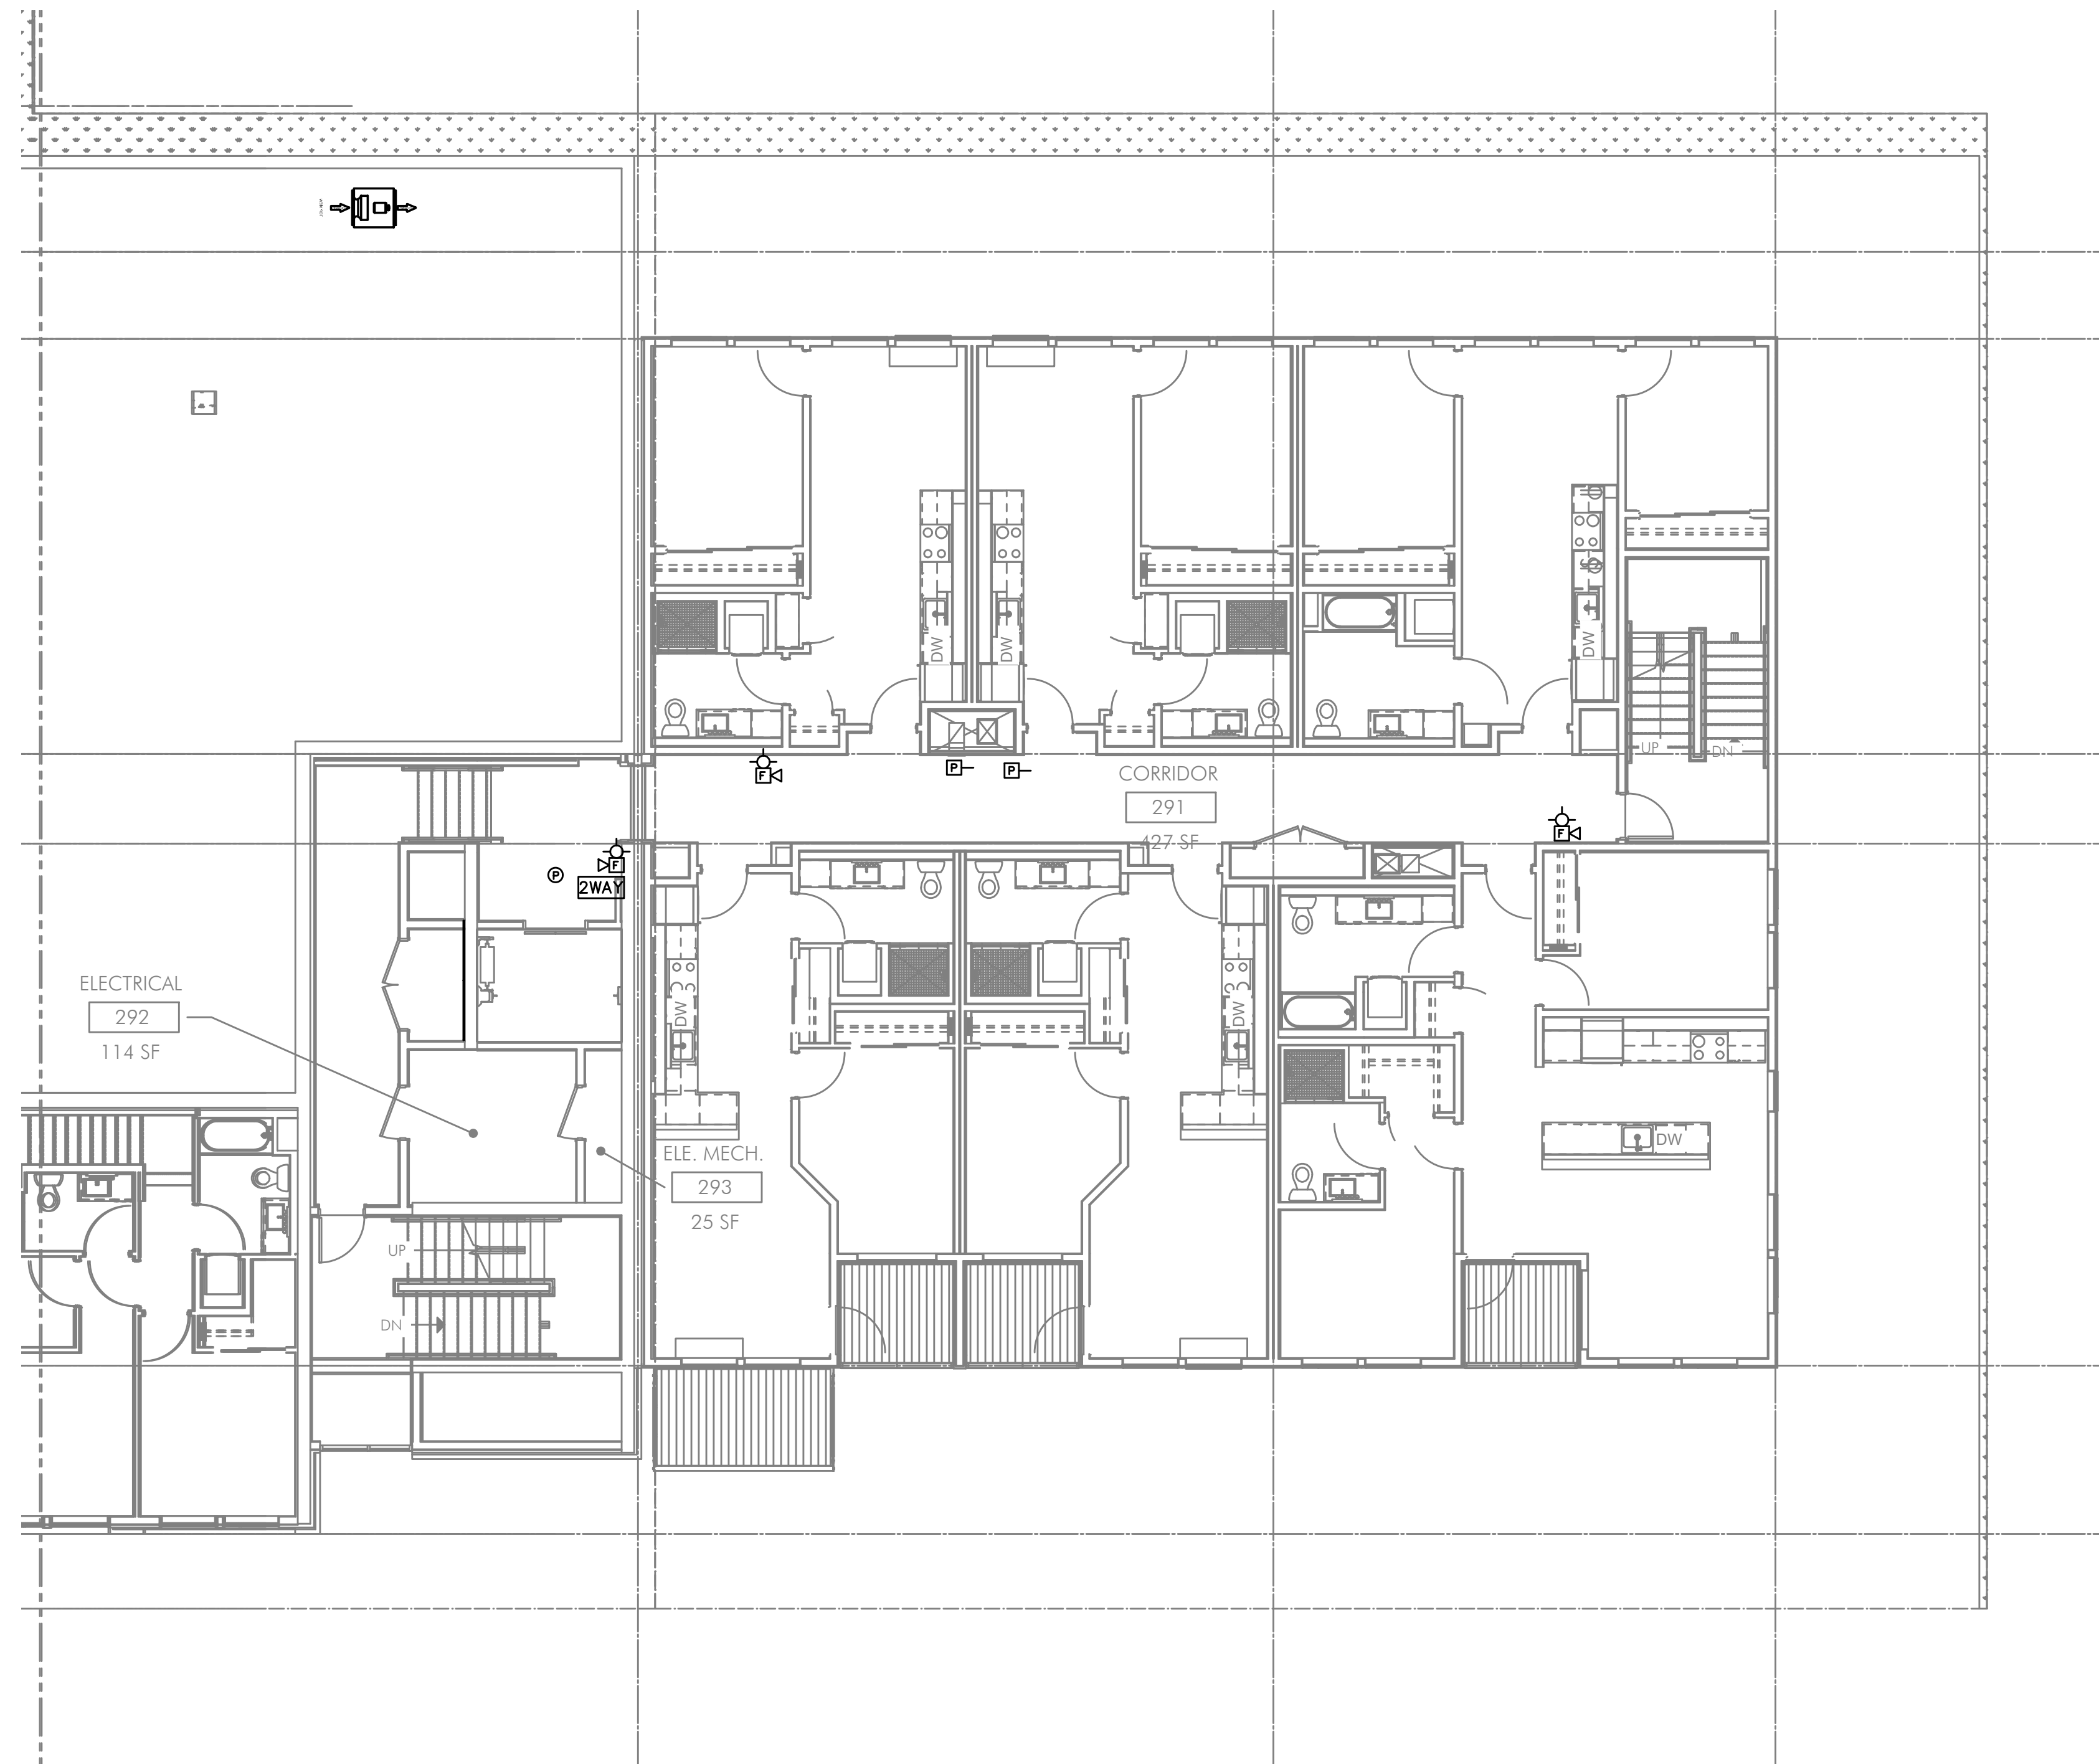 DW
DW
DW
UP
DN
F
P
P
CORRIDOR
291
427 SF
F
F
P
2WAY
ELECTRICAL
292
114 SF
DW
DW
DW
ELE. MECH.
293
25 SF
UP
DN